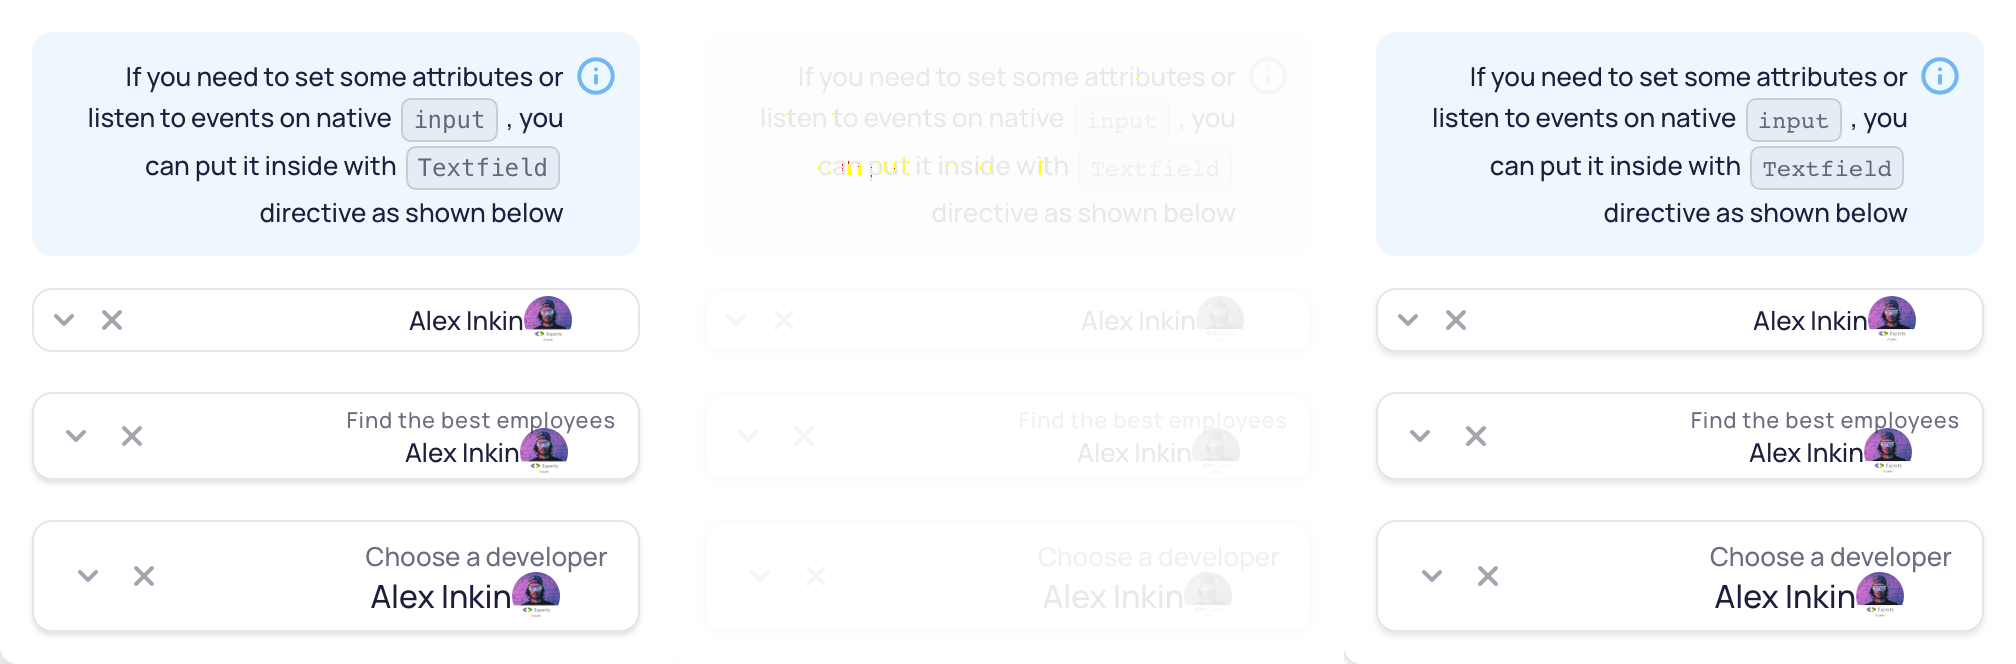 If you need to set some attributes or
listen to events on native input , you
can put it inside with Textfield
directive as shown below
Alex Inkin
Find the best employees
Alex Inkin
Choose a developer
Alex Inkin
If you need to set some attributes or
listen to events on native input , you
can put it inside with Textfield
directive as shown below
Alex Inkin
Find the best employees
Alex Inkin
Choose a developer
Alex Inkin
If you need to set some attributes or
listen to events on native input , you
can put it inside with Textfield
directive as shown below
Alex Inkin
Find the best employees
Alex Inkin
Choose a developer
Alex Inkin